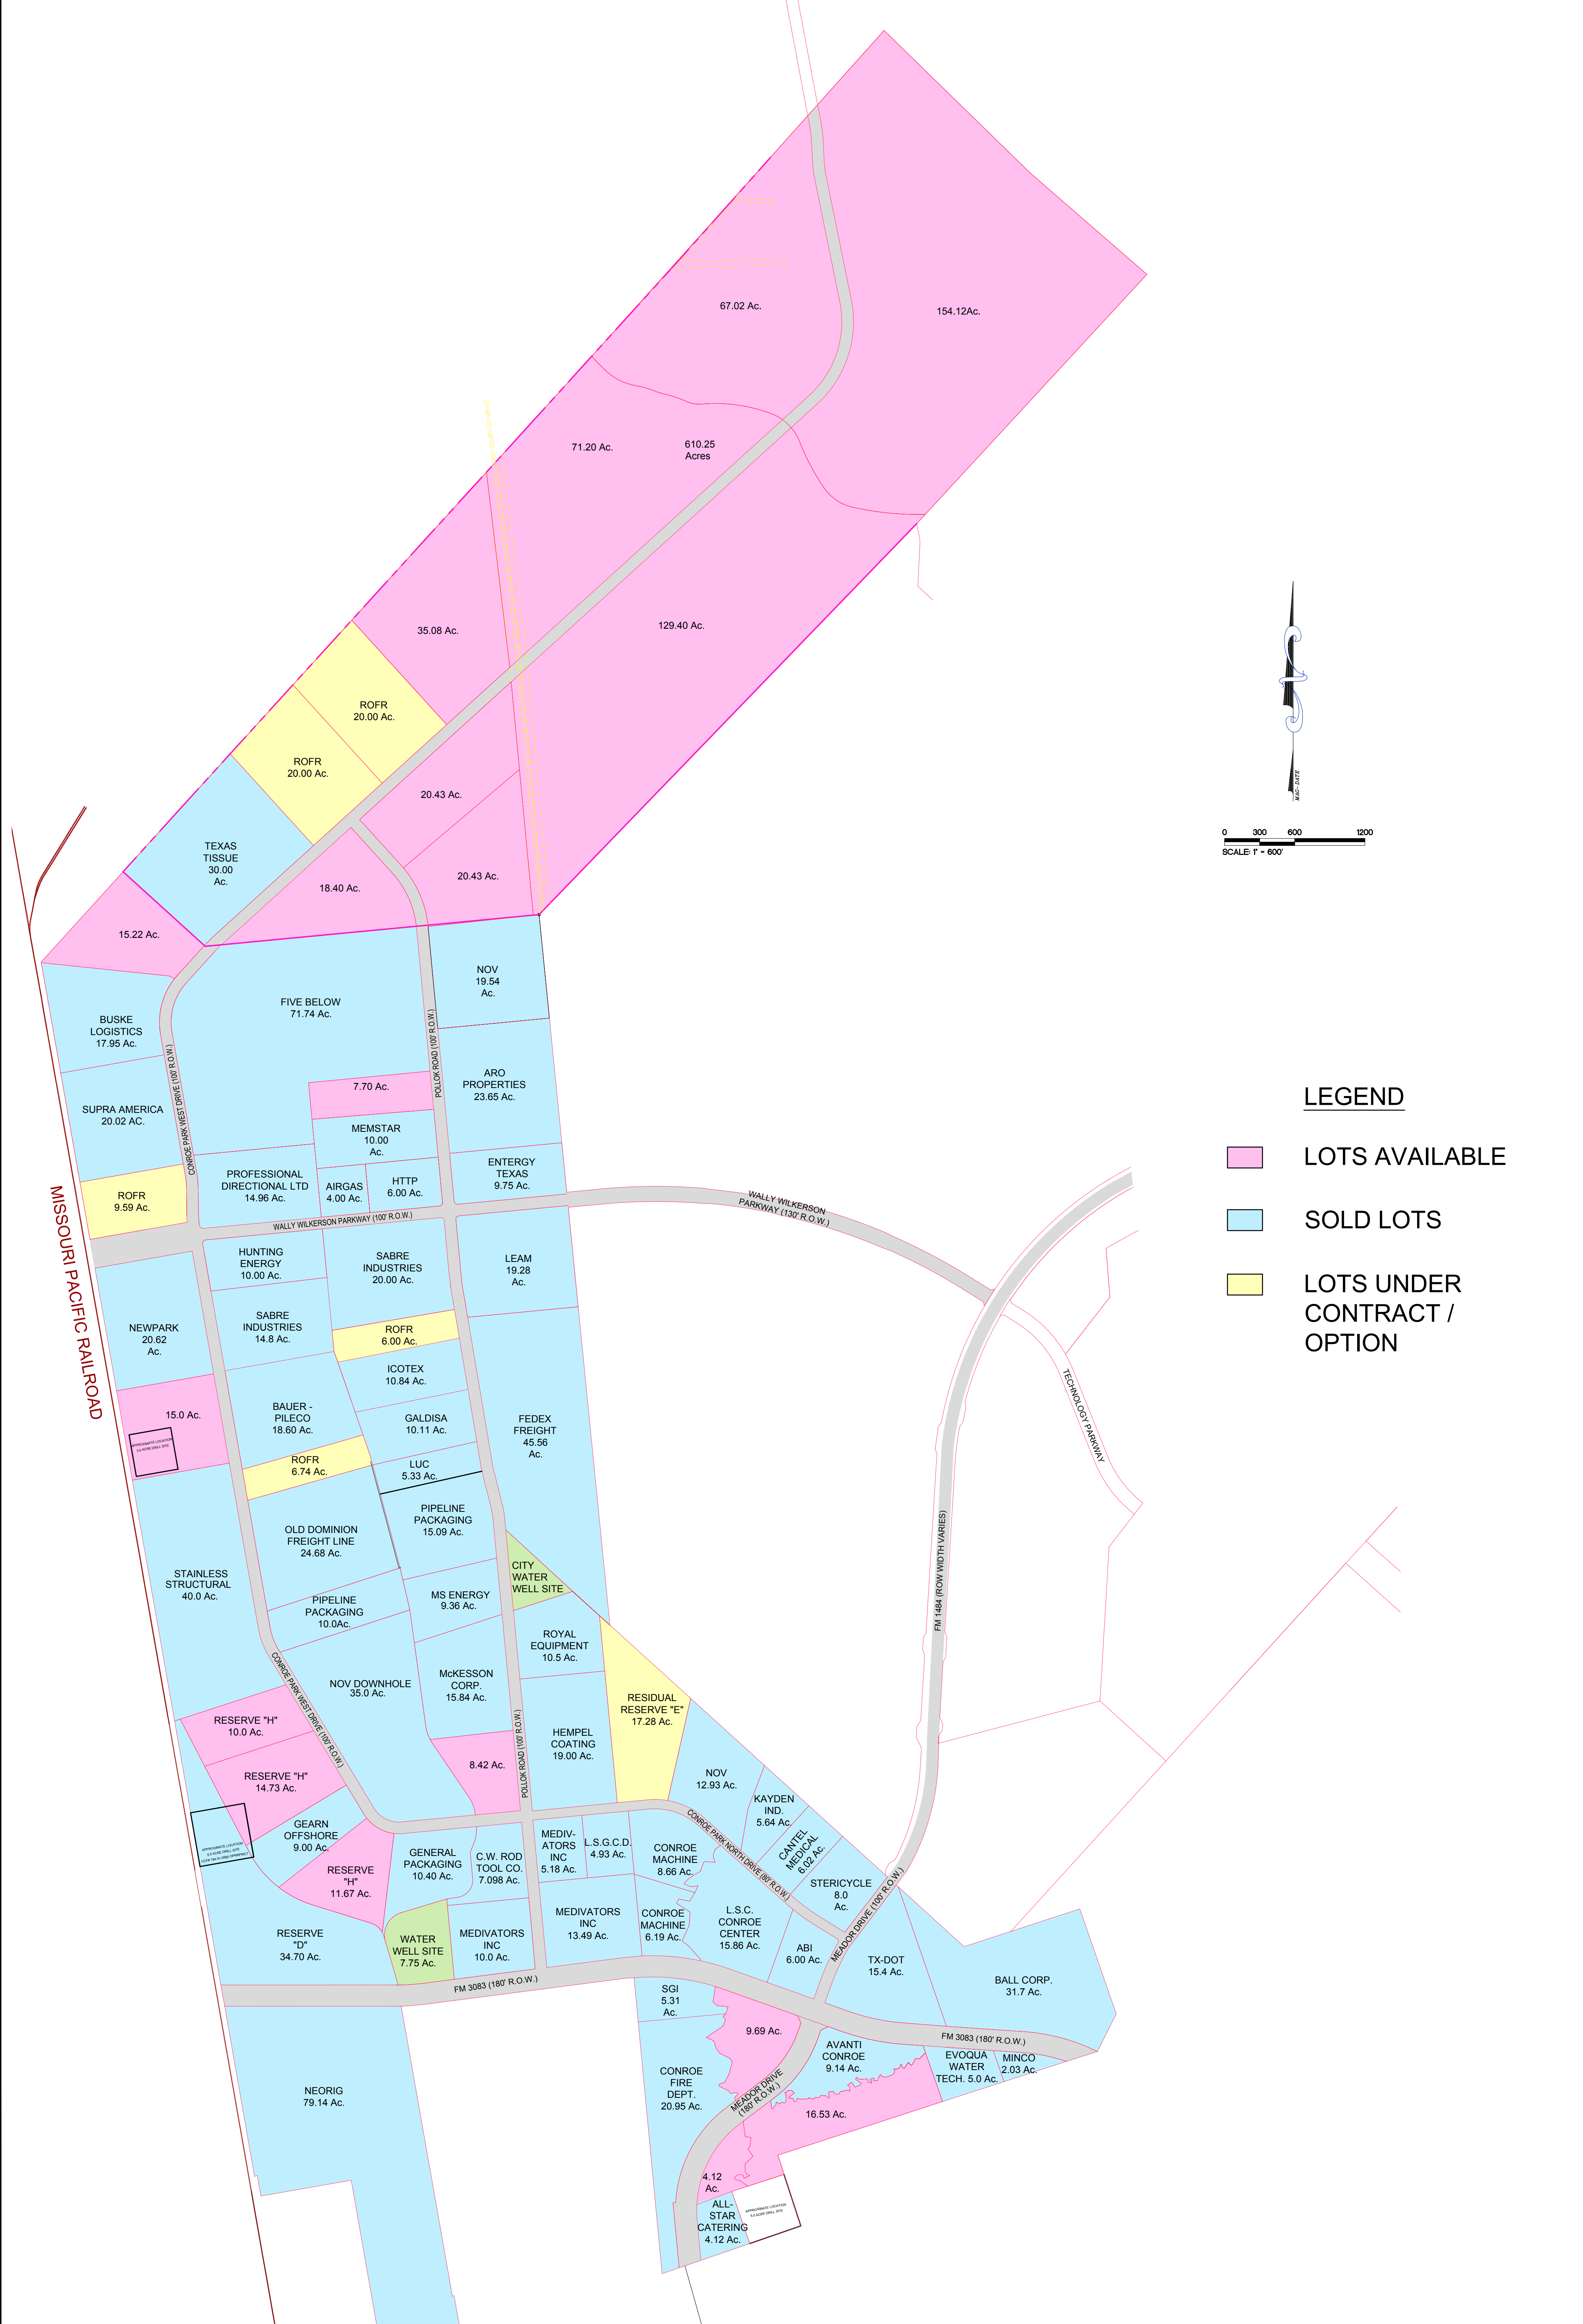 67.02 Ac.
154.12Ac.
71.20 Ac.
610.25
Acres
35.08 Ac.
129.40 Ac.
ROFR
20.00 Ac.
ROFR
20.00 Ac.
20.43 Ac.
20.43 Ac.
TEXAS
TISSUE
30.00
Ac.
18.40 Ac.
15.22 Ac.
MAG-DATE
0 300 600 1200
SCALE: 1" = 600'
NOV
19.54
Ac.
FIVE BELOW
71.74 Ac.
BUSKE
LOGISTICS
17.95 Ac.
CONROE PARK WEST DRIVE (100' R.O.W.)
POLLOK ROAD (100' R.O.W.)
ARO
PROPERTIES
23.65 Ac.
7.70 Ac.
SUPRA AMERICA
20.02 AC.
MEMSTAR
10.00
Ac.
LEGEND
LOTS AVAILABLE
SOLD LOTS
LOTS UNDER
CONTRACT /
OPTION
PROFESSIONAL
DIRECTIONAL LTD
14.96 Ac.
AIRGAS
4.00 Ac.
HTTP
6.00 Ac.
ENTERGY
TEXAS
9.75 Ac.
ROFR
9.59 Ac.
WALLY WILKERSON PARKWAY (100' R.O.W.)
WALLY WILKERSON
PARKWAY (130' R.O.W.)
MISSOURI PACIFIC RAILROAD
HUNTING
ENERGY
10.00 Ac.
SABRE
INDUSTRIES
20.00 Ac.
LEAM
19.28
Ac.
NEWPARK
20.62
Ac.
SABRE
INDUSTRIES
14.8 Ac.
ROFR
6.00 Ac.
ICOTEX
10.84 Ac.
TECHNOLOGY PARKWAY
15.0 Ac.
APPROXIMATE LOCATION
BAUER -
PILECO
18.60 Ac.
GALDISA
10.11 Ac.
FEDEX
FREIGHT
45.56
Ac.
ROFR
6.74 Ac.
LUC
5.33 Ac.
PIPELINE
PACKAGING
15.09 Ac.
OLD DOMINION
FREIGHT LINE
24.68 Ac.
FM 1484 (ROW WIDTH VARIES)
STAINLESS
STRUCTURAL
40.0 Ac.
CITY
WATER
WELL SITE
MS ENERGY
9.36 Ac.
PIPELINE
PACKAGING
10.0Ac.
ROYAL
EQUIPMENT
10.5 Ac.
CONROE PARK WEST DRIVE (100' R.O.W.)
NOV DOWNHOLE
35.0 Ac.
McKESSON
CORP.
15.84 Ac.
RESIDUAL
RESERVE "E"
17.28 Ac.
RESERVE "H"
10.0 Ac.
HEMPEL
COATING
19.00 Ac.
POLLOK ROAD (100' R.O.W.)
8.42 Ac.
RESERVE "H"
14.73 Ac.
NOV
12.93 Ac.
KAYDEN
IND.
5.64 Ac.
CONROE PARK NORTH DRIVE (80' R.O.W.)
APPROXIMATE LOCATION
GEARN
OFFSHORE
9.00 Ac.
CANTEL
MEDICAL
6.02 Ac.
GENERAL
PACKAGING
10.40 Ac.
C.W. ROD
TOOL CO.
7.098 Ac.
MEDIV-
ATORS
INC
5.18 Ac.
L.S.G.C.D.
4.93 Ac.
CONROE
MACHINE
8.66 Ac.
RESERVE
"H"
11.67 Ac.
STERICYCLE
8.0
Ac.
MEADOR DRIVE (100' R.O.W.)
RESERVE
"D"
34.70 Ac.
WATER
WELL SITE
7.75 Ac.
MEDIVATORS
INC
10.0 Ac.
MEDIVATORS
INC
13.49 Ac.
CONROE
MACHINE
6.19 Ac.
L.S.C.
CONROE
CENTER
15.86 Ac.
ABI
6.00 Ac.
TX-DOT
15.4 Ac.
BALL CORP.
31.7 Ac.
FM 3083 (180' R.O.W.)
SGI
5.31
Ac.
9.69 Ac.
FM 3083 (180' R.O.W.)
AVANTI
CONROE
9.14 Ac.
EVOQUA
WATER
TECH. 5.0 Ac.
MINCO
2.03 Ac.
NEORIG
79.14 Ac.
CONROE
FIRE
DEPT.
20.95 Ac.
MEADOR DRIVE
(180' R.O.W.)
16.53 Ac.
4.12
Ac.
ALL-
STAR
CATERING
4.12 Ac.
APPROXIMATE LOCATION